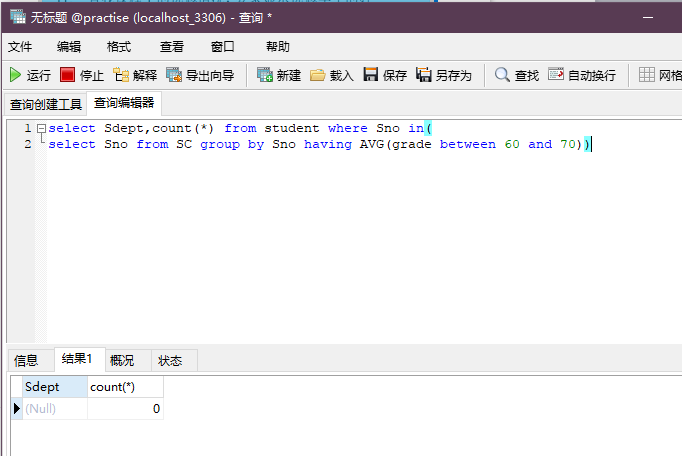 无标题 @practise (localhost_3306) - 查询 *
文件 编辑 格式 查看 窗口 帮助
运行 停止 解释 导出向导 新建 载入 保存 另存为 查找 自动换行 网格
查询创建工具 查询编辑器
1 select Sdept,count(*) from student where Sno in(
2 select Sno from SC group by Sno having AVG(grade between 60 and 70))
信息 结果1 概况 状态
Sdept count(*)
(Null) 0